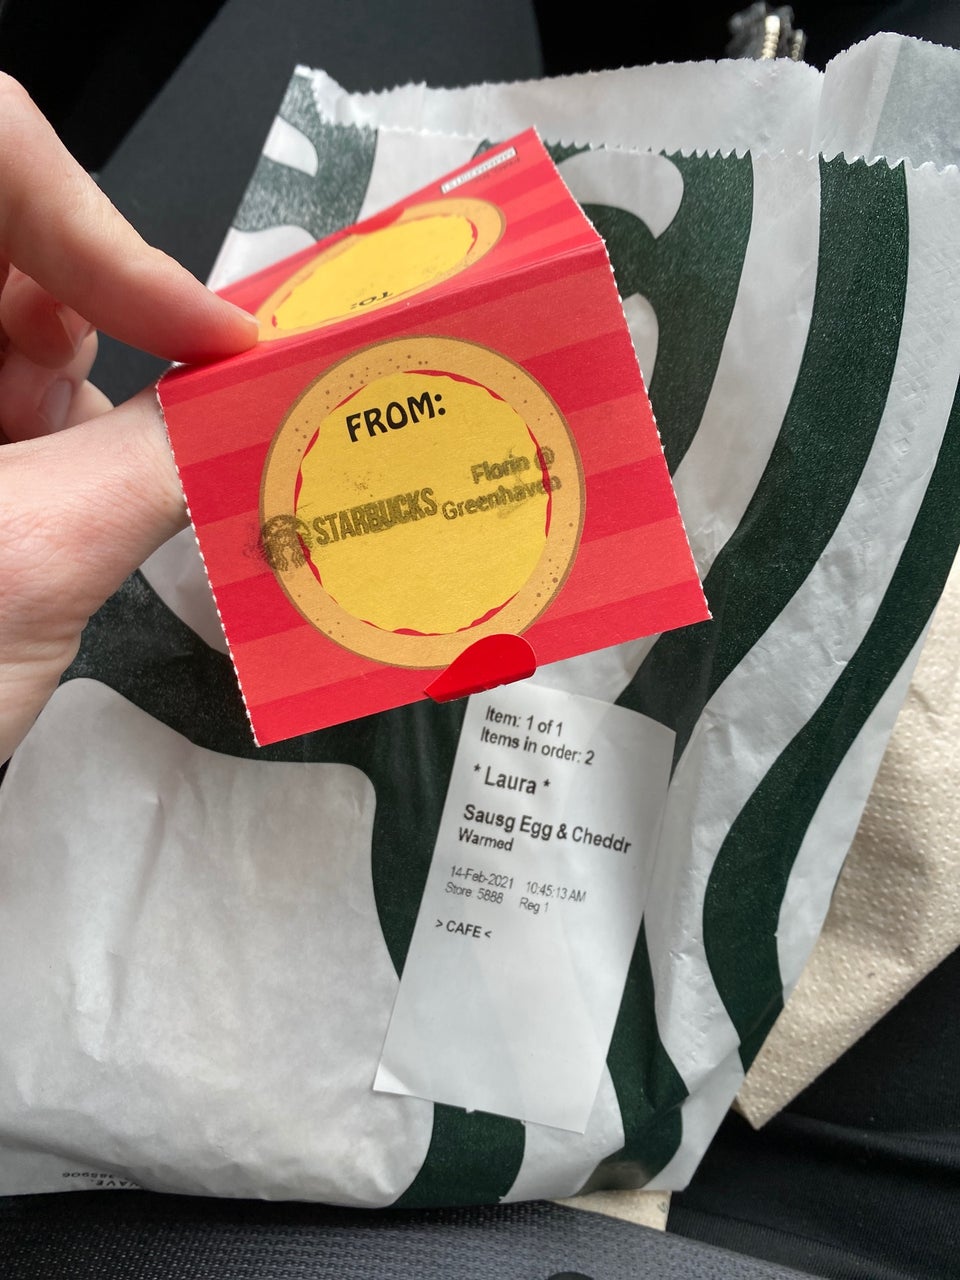 TO:
FROM:
STARBUCKS
Florin @
Greenhaven
Item: 1 of 1
Items in order: 2
* Laura *
Sausg Egg & Cheddr
Warmed
14-Feb-2021 10:45:13 AM
Store: 5888 Reg 1
> CAFE <